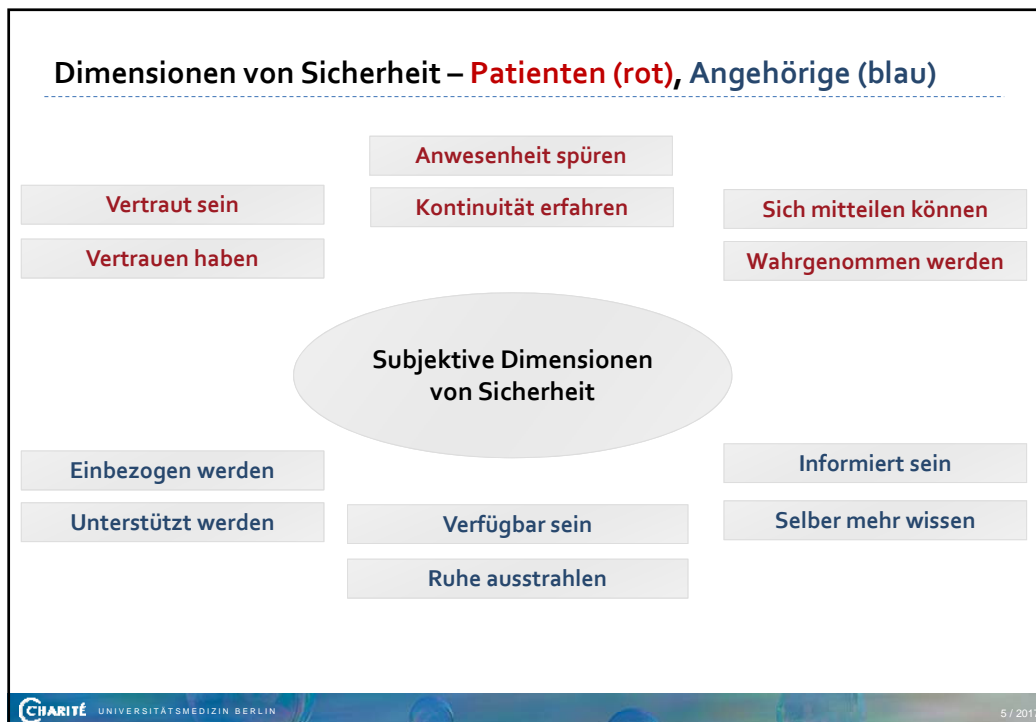 Dimensionen von Sicherheit – Patienten (rot), Angehörige (blau)
Anwesenheit spüren
Vertraut sein
Kontinuität erfahren
Sich mitteilen können
Vertrauen haben
Wahrgenommen werden
Subjektive Dimensionen
von Sicherheit
Einbezogen werden
Informiert sein
Unterstützt werden
Verfügbar sein
Selber mehr wissen
Ruhe ausstrahlen
CHARITÉ UNIVERSITÄTSMEDIZIN BERLIN
5 / 201